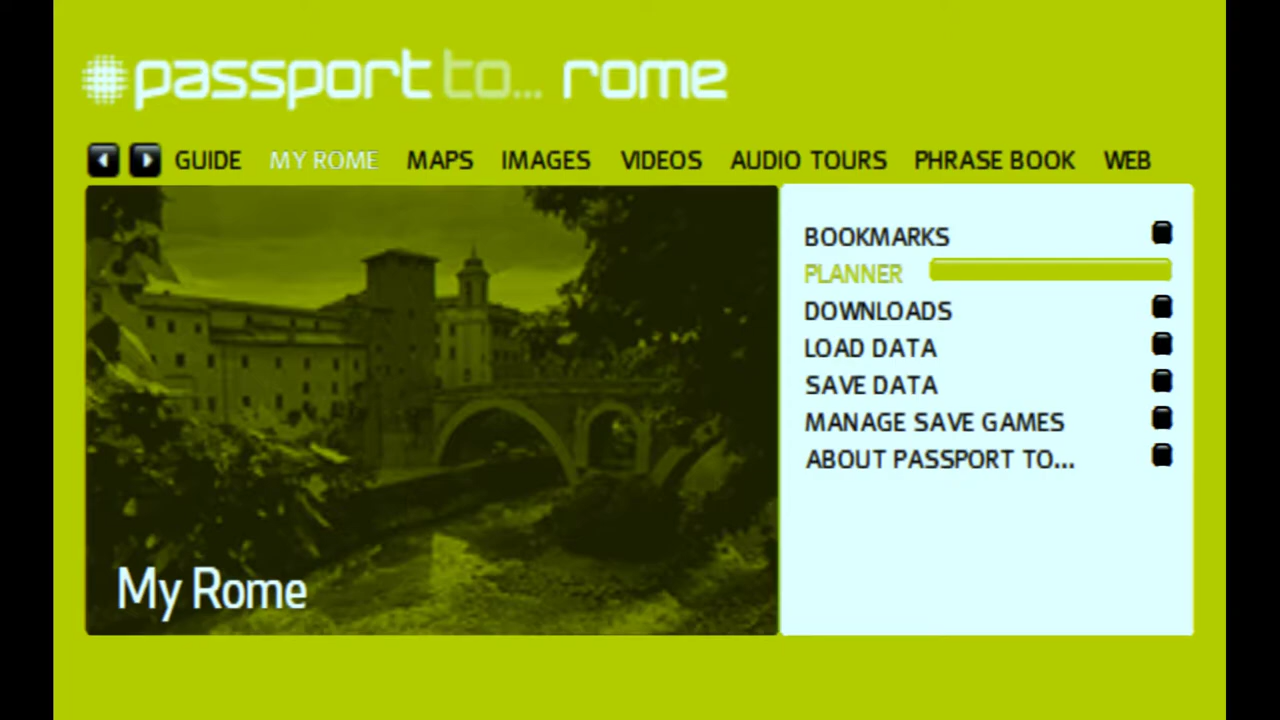 passport to... rome
GUIDE MY ROME MAPS IMAGES VIDEOS AUDIO TOURS PHRASE BOOK WEB
BOOKMARKS
PLANNER
DOWNLOADS
LOAD DATA
SAVE DATA
MANAGE SAVE GAMES
ABOUT PASSPORT TO...
My Rome